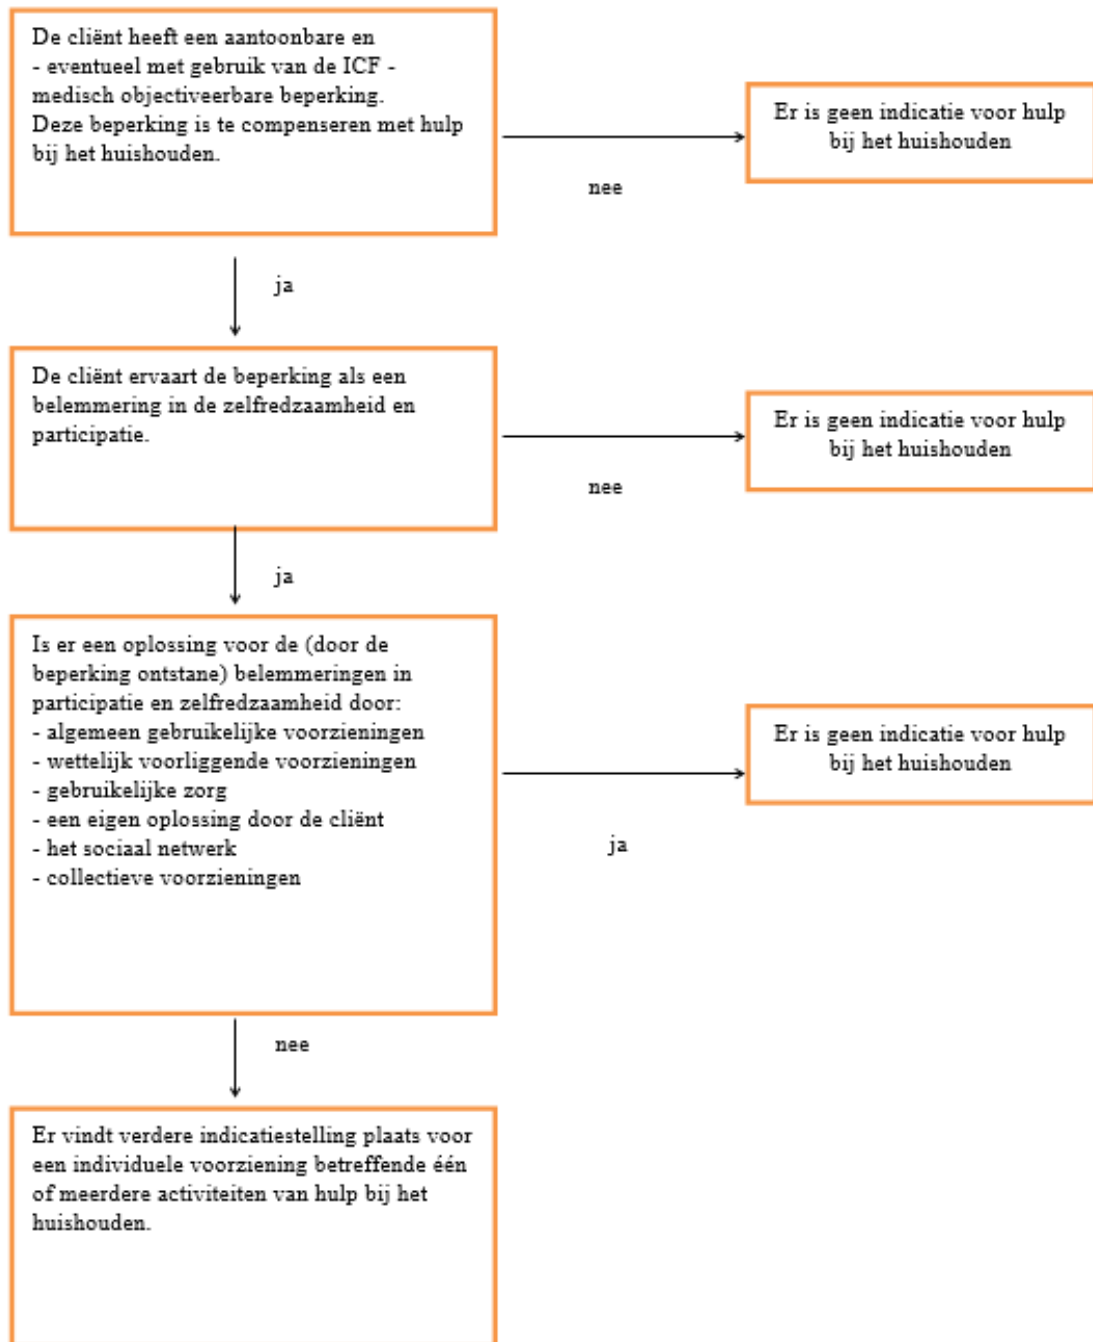 De cliënt heeft een aantoonbare en
- eventueel met gebruik van de ICF -
medisch objectiveerbare beperking.
Deze beperking is te compenseren met hulp
bij het huishouden.
Er is geen indicatie voor hulp
bij het huishouden
nee
ja
De cliënt ervaart de beperking als een
belemmering in de zelfredzaamheid en
participatie.
Er is geen indicatie voor hulp
bij het huishouden
nee
ja
Is er een oplossing voor de (door de
beperking ontstane) belemmeringen in
participatie en zelfredzaamheid door:
- algemeen gebruikelijke voorzieningen
- wettelijk voorliggende voorzieningen
- gebruikelijke zorg
- een eigen oplossing door de cliënt
- het sociaal netwerk
- collectieve voorzieningen
Er is geen indicatie voor hulp
bij het huishouden
ja
nee
Er vindt verdere indicatiestelling plaats voor
een individuele voorziening betreffende één
of meerdere activiteiten van hulp bij het
huishouden.